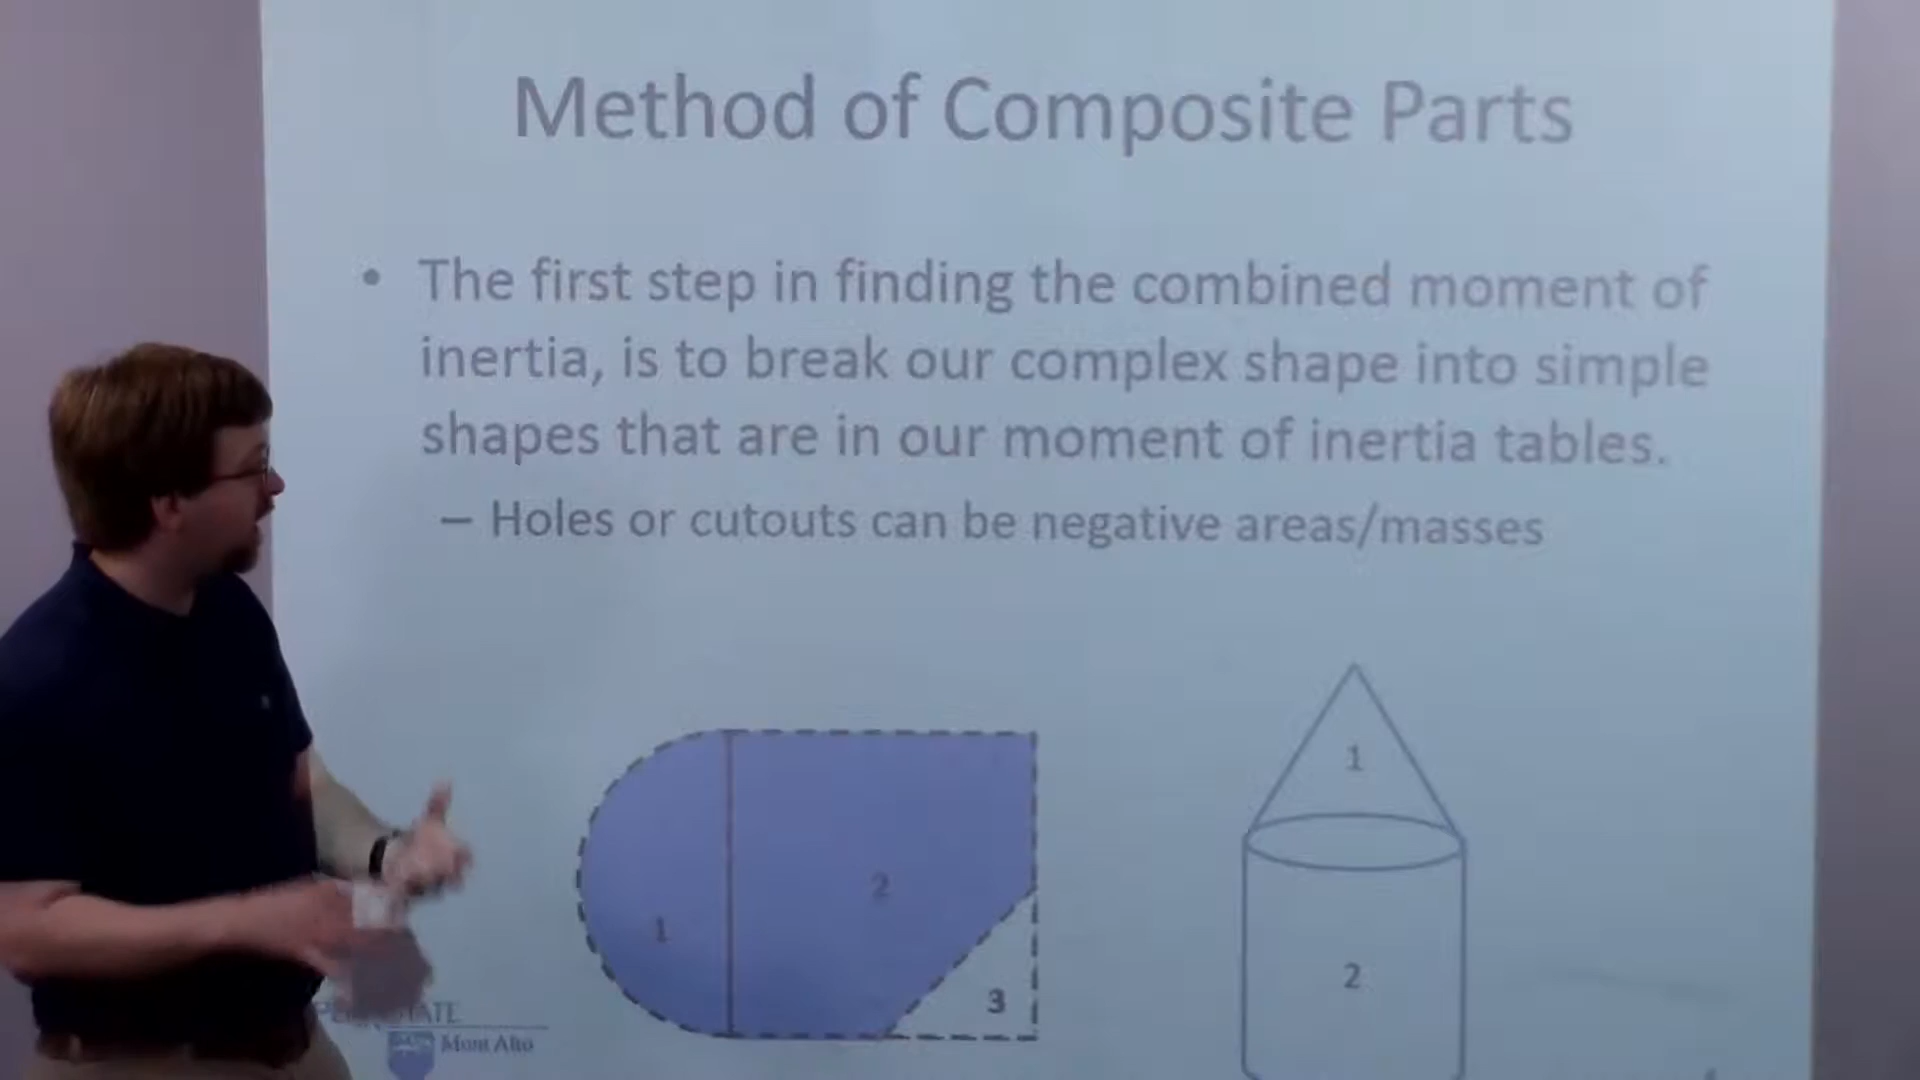 Method of Composite Parts
• The first step in finding the combined moment of
inertia, is to break our complex shape into simple
shapes that are in our moment of inertia tables.
– Holes or cutouts can be negative areas/masses
1
1
2
2
3
Mont Alto